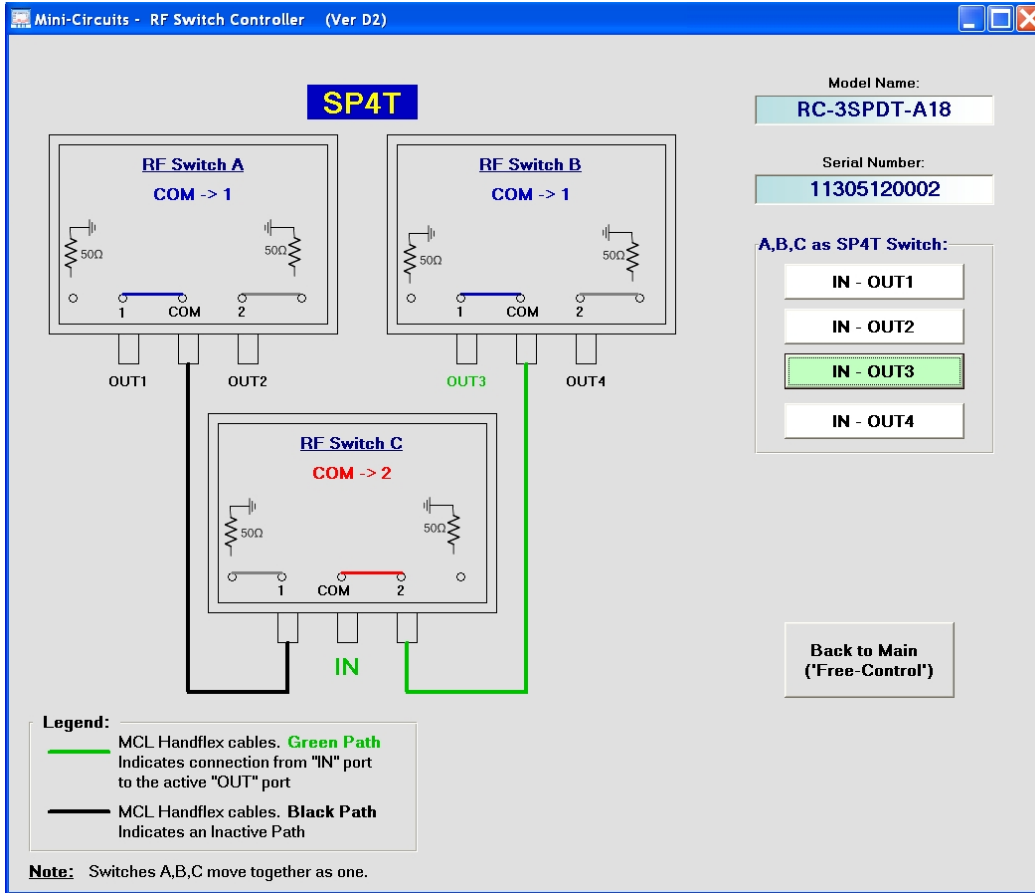 Mini-Circuits - RF Switch Controller (Ver D2)
SP4T
Model Name:
RC-3SPDT-A18
Serial Number:
11305120002
RF Switch A
COM -> 1
50Ω
50Ω
1 COM 2
OUT1 OUT2
RF Switch B
COM -> 1
50Ω
50Ω
1 COM 2
OUT3 OUT4
A,B,C as SP4T Switch:
IN - OUT1
IN - OUT2
IN - OUT3
IN - OUT4
RF Switch C
COM -> 2
50Ω
50Ω
1 COM 2
IN
Back to Main
('Free-Control')
Legend:
MCL Handflex cables. Green Path
Indicates connection from "IN" port
to the active "OUT" port
MCL Handflex cables. Black Path
Indicates an Inactive Path
Note: Switches A,B,C move together as one.